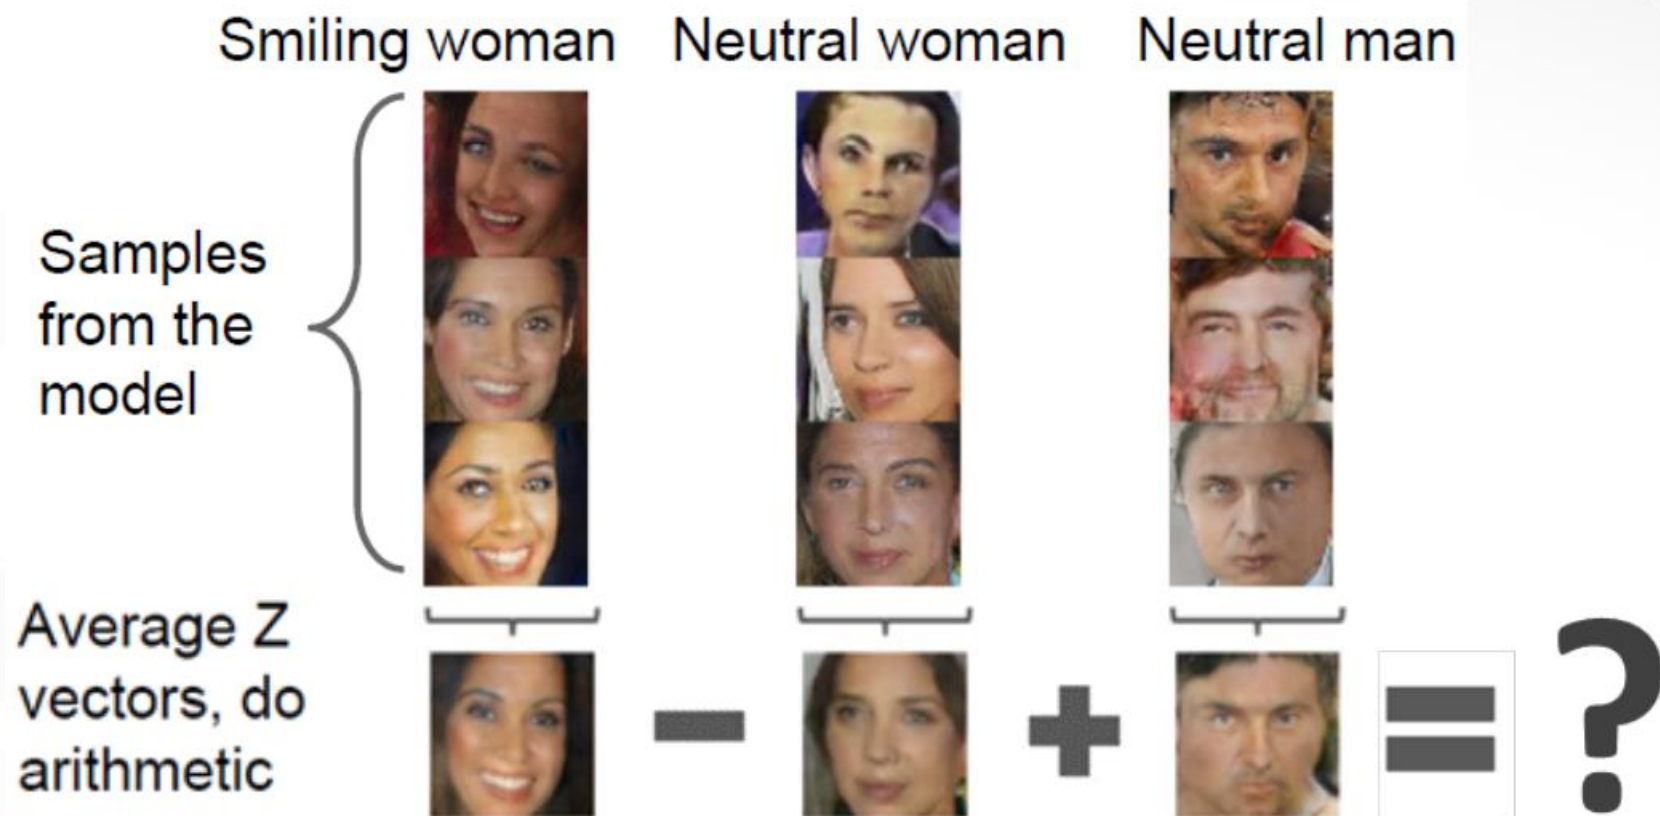 Smiling woman Neutral woman Neutral man
Samples
from the
model
Average Z
vectors, do
arithmetic
− + = ?